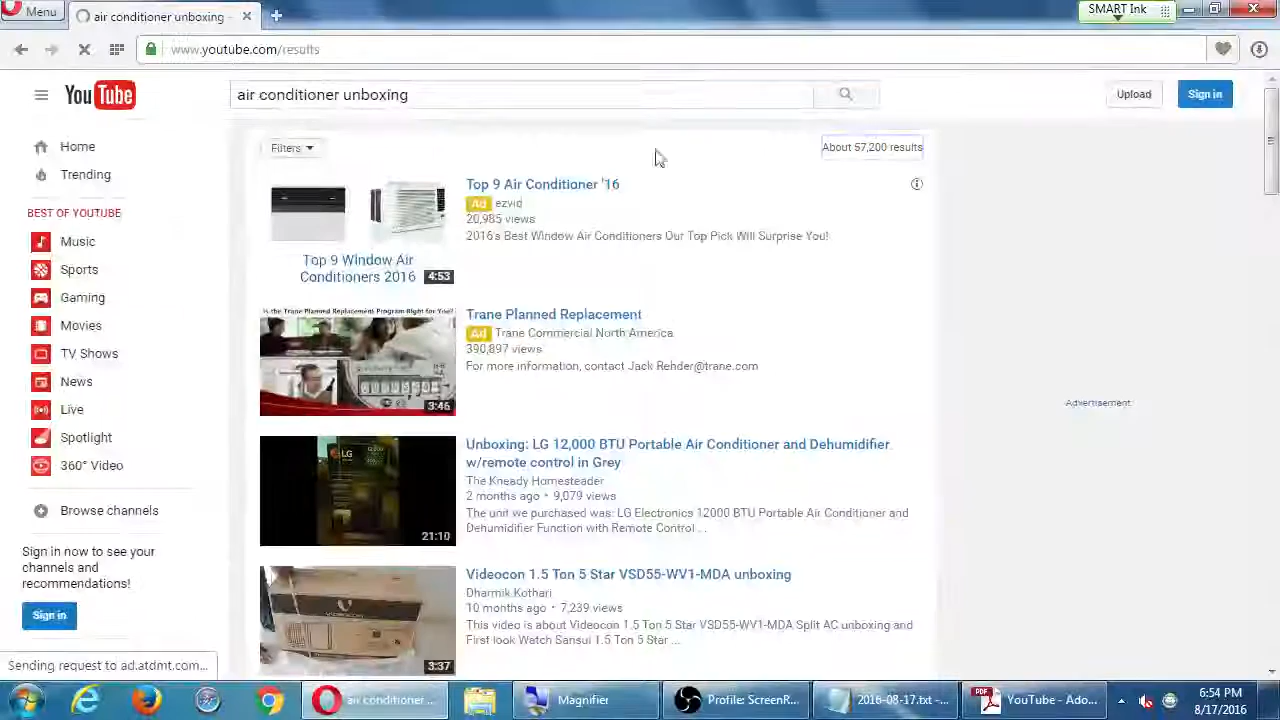 Menu
air conditioner unboxing
SMART Ink
www.youtube.com/results
YouTube
air conditioner unboxing
Upload
Sign in
Home
Trending
BEST OF YOUTUBE
Music
Sports
Gaming
Movies
TV Shows
News
Live
Spotlight
360° Video
Browse channels
Sign in now to see your
channels and
recommendations!
Sign in
Filters
About 57,200 results
Top 9 Window Air
Conditioners 2016
4:53
Top 9 Air Conditioner '16
Ad ezvid
20,985 views
2016's Best Window Air Conditioners Our Top Pick Will Surprise You!
Is the Trane Planned Replacement Program Right for You?
3:46
Trane Planned Replacement
Ad Trane Commercial North America
390,897 views
For more information, contact Jack Rehder@trane.com
LG
21:10
Unboxing: LG 12,000 BTU Portable Air Conditioner and Dehumidifier
w/remote control in Grey
The Kneady Homesteader
2 months ago • 9,079 views
The unit we purchased was: LG Electronics 12000 BTU Portable Air Conditioner and
Dehumidifier Function with Remote Control ...
3:37
Videocon 1.5 Ton 5 Star VSD55-WV1-MDA unboxing
Dharmik Kothari
10 months ago • 7,239 views
This video is about Videocon 1.5 Ton 5 Star VSD55-WV1-MDA Split AC unboxing and
First look Watch Sansui 1.5 Ton 5 Star ...
Advertisement
Sending request to ad.atdmt.com...
air conditioner...
Magnifier
Profile: ScreenR...
2016-08-17.txt -...
PDF
YouTube - Ado...
6:54 PM
8/17/2016